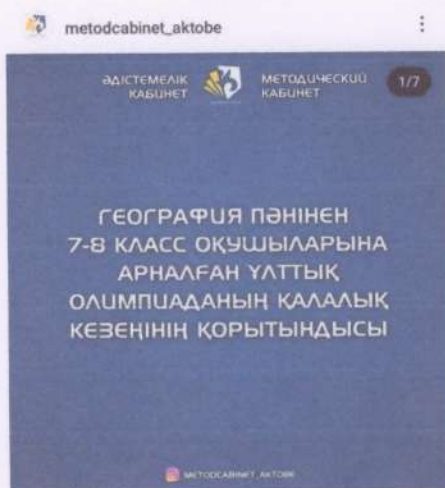 metodcabinet_aktobe
ӘДІСТЕМЕЛІК
КАБИНЕТ
МЕТОДИЧЕСКИЙ
КАБИНЕТ
1/7
ГЕОГРАФИЯ ПӘНІНЕН
7-8 КЛАСС ОҚУШЫЛАРЫНА
АРНАЛҒАН ҰЛТТЫҚ
ОЛИМПИАДАНЫҢ ҚАЛАЛЫҚ
КЕЗЕҢІНІҢ ҚОРЫТЫНДЫСЫ
METODCABINET_AKTOBE